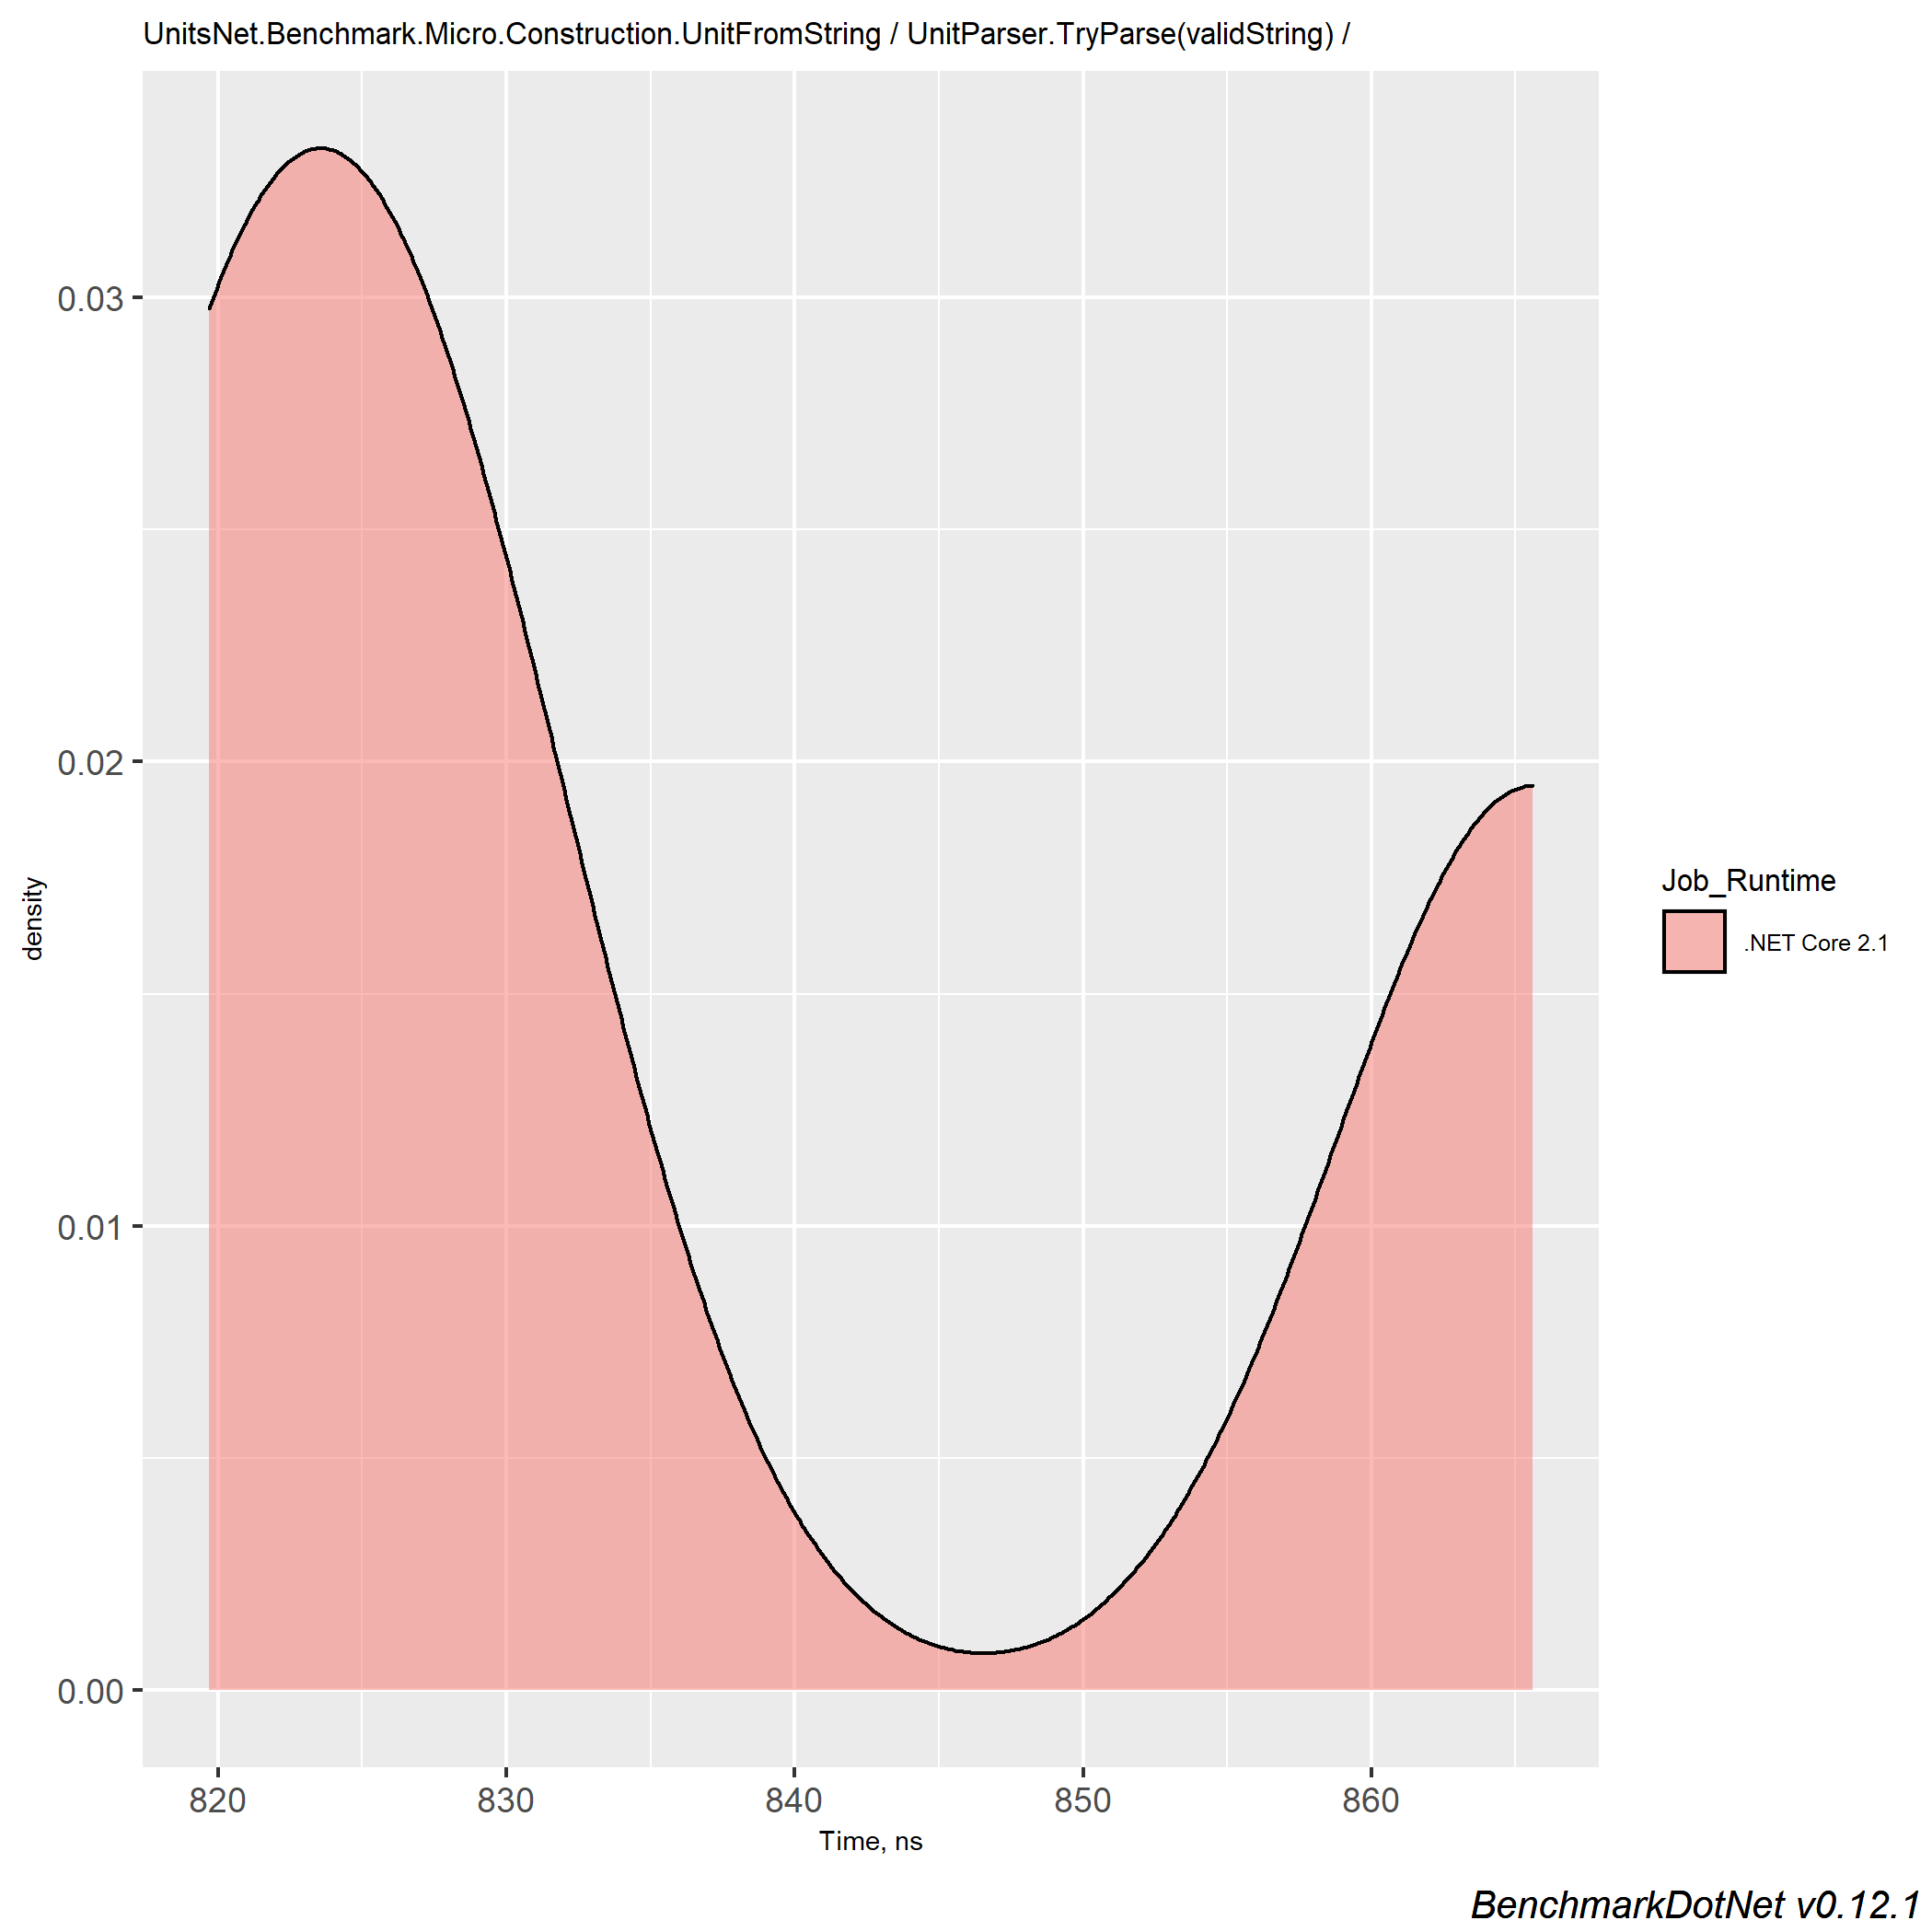 UnitsNet.Benchmark.Micro.Construction.UnitFromString / UnitParser.TryParse(validString) /
0.03
0.02
0.01
0.00
density
820 830 840 850 860
Time, ns
Job_Runtime
.NET Core 2.1
BenchmarkDotNet v0.12.1